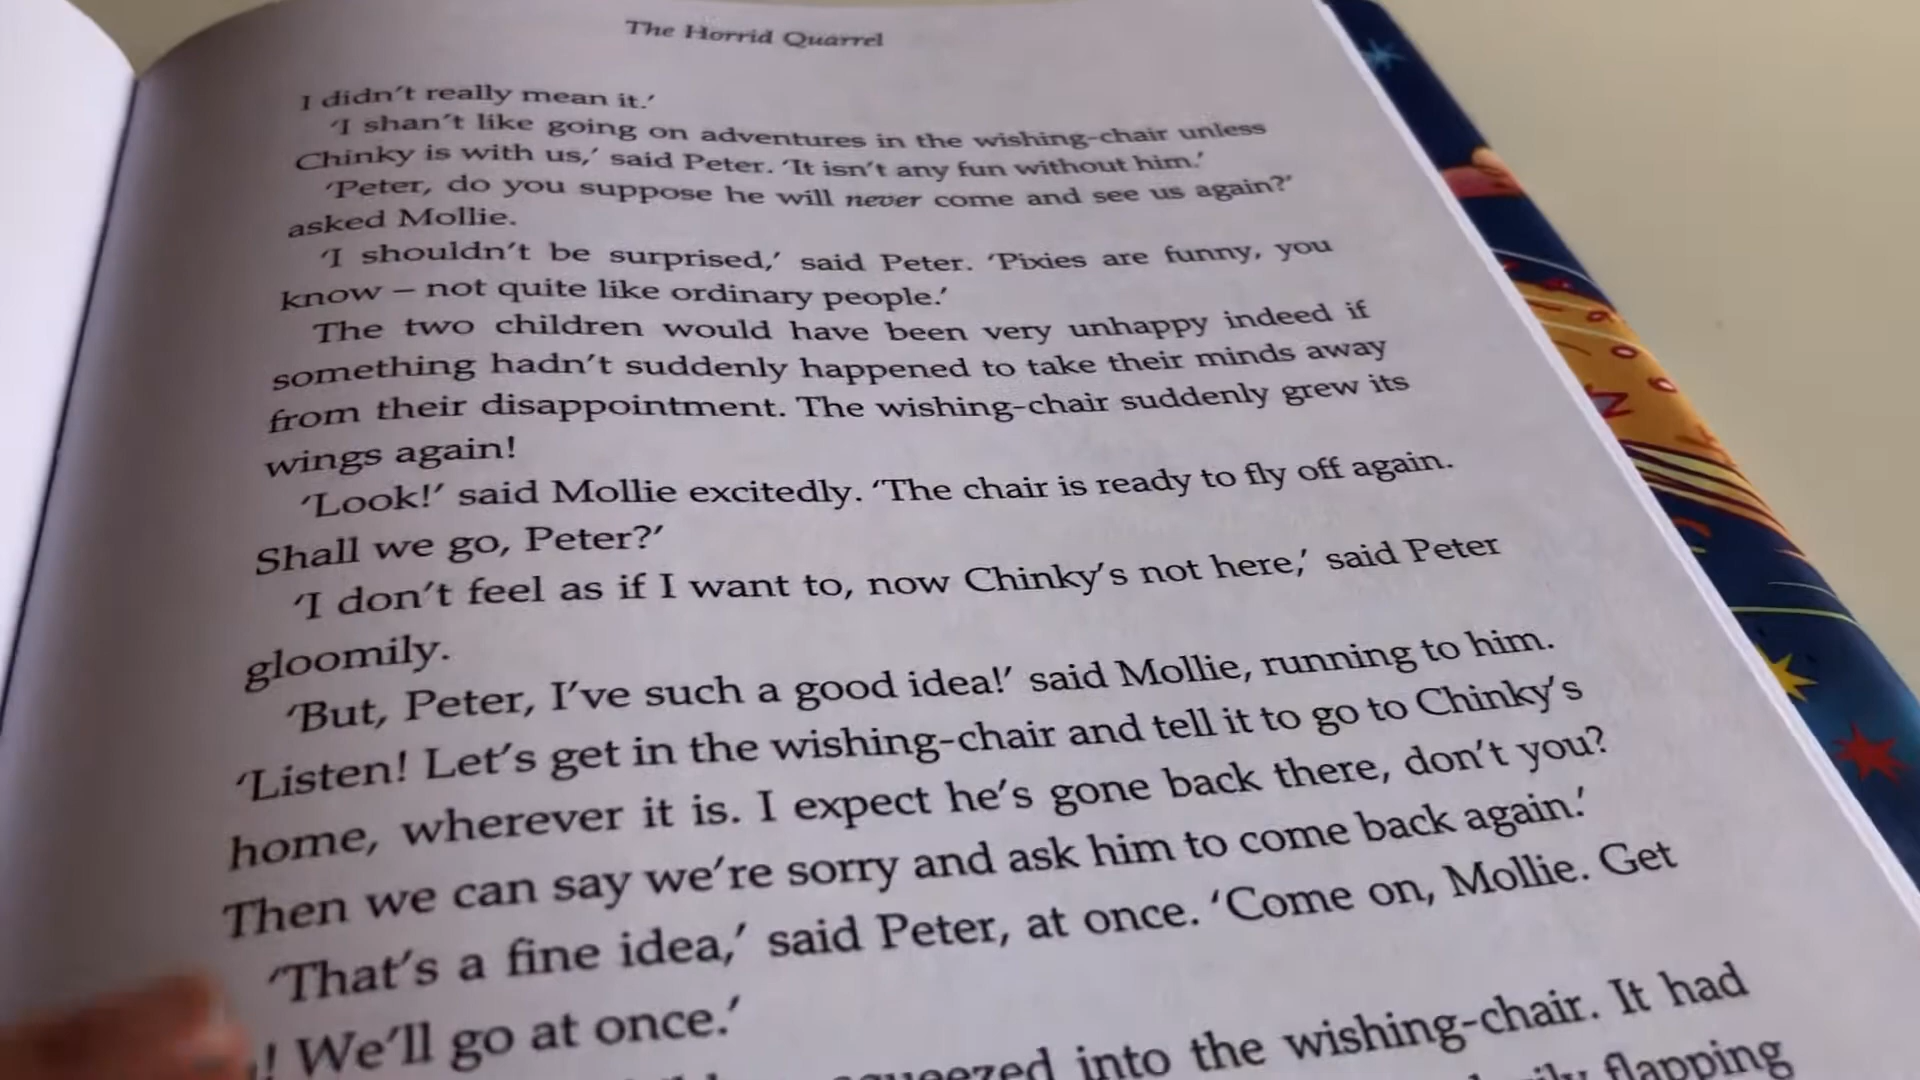 The Horrid Quarrel
I didn't really mean it.'
'I shan't like going on adventures in the wishing-chair unless
Chinky is with us,' said Peter. 'It isn't any fun without him.'
'Peter, do you suppose he will never come and see us again?'
asked Mollie.
'I shouldn't be surprised,' said Peter. 'Pixies are funny, you
know – not quite like ordinary people.'
The two children would have been very unhappy indeed if
something hadn't suddenly happened to take their minds away
from their disappointment. The wishing-chair suddenly grew its
wings again!
'Look!' said Mollie excitedly. 'The chair is ready to fly off again.
Shall we go, Peter?'
'I don't feel as if I want to, now Chinky's not here,' said Peter
gloomily.
'But, Peter, I've such a good idea!' said Mollie, running to him.
'Listen! Let's get in the wishing-chair and tell it to go to Chinky's
home, wherever it is. I expect he's gone back there, don't you?
Then we can say we're sorry and ask him to come back again.'
'That's a fine idea,' said Peter, at once. 'Come on, Mollie. Get
! We'll go at once.'
into the wishing-chair. It had
flapping